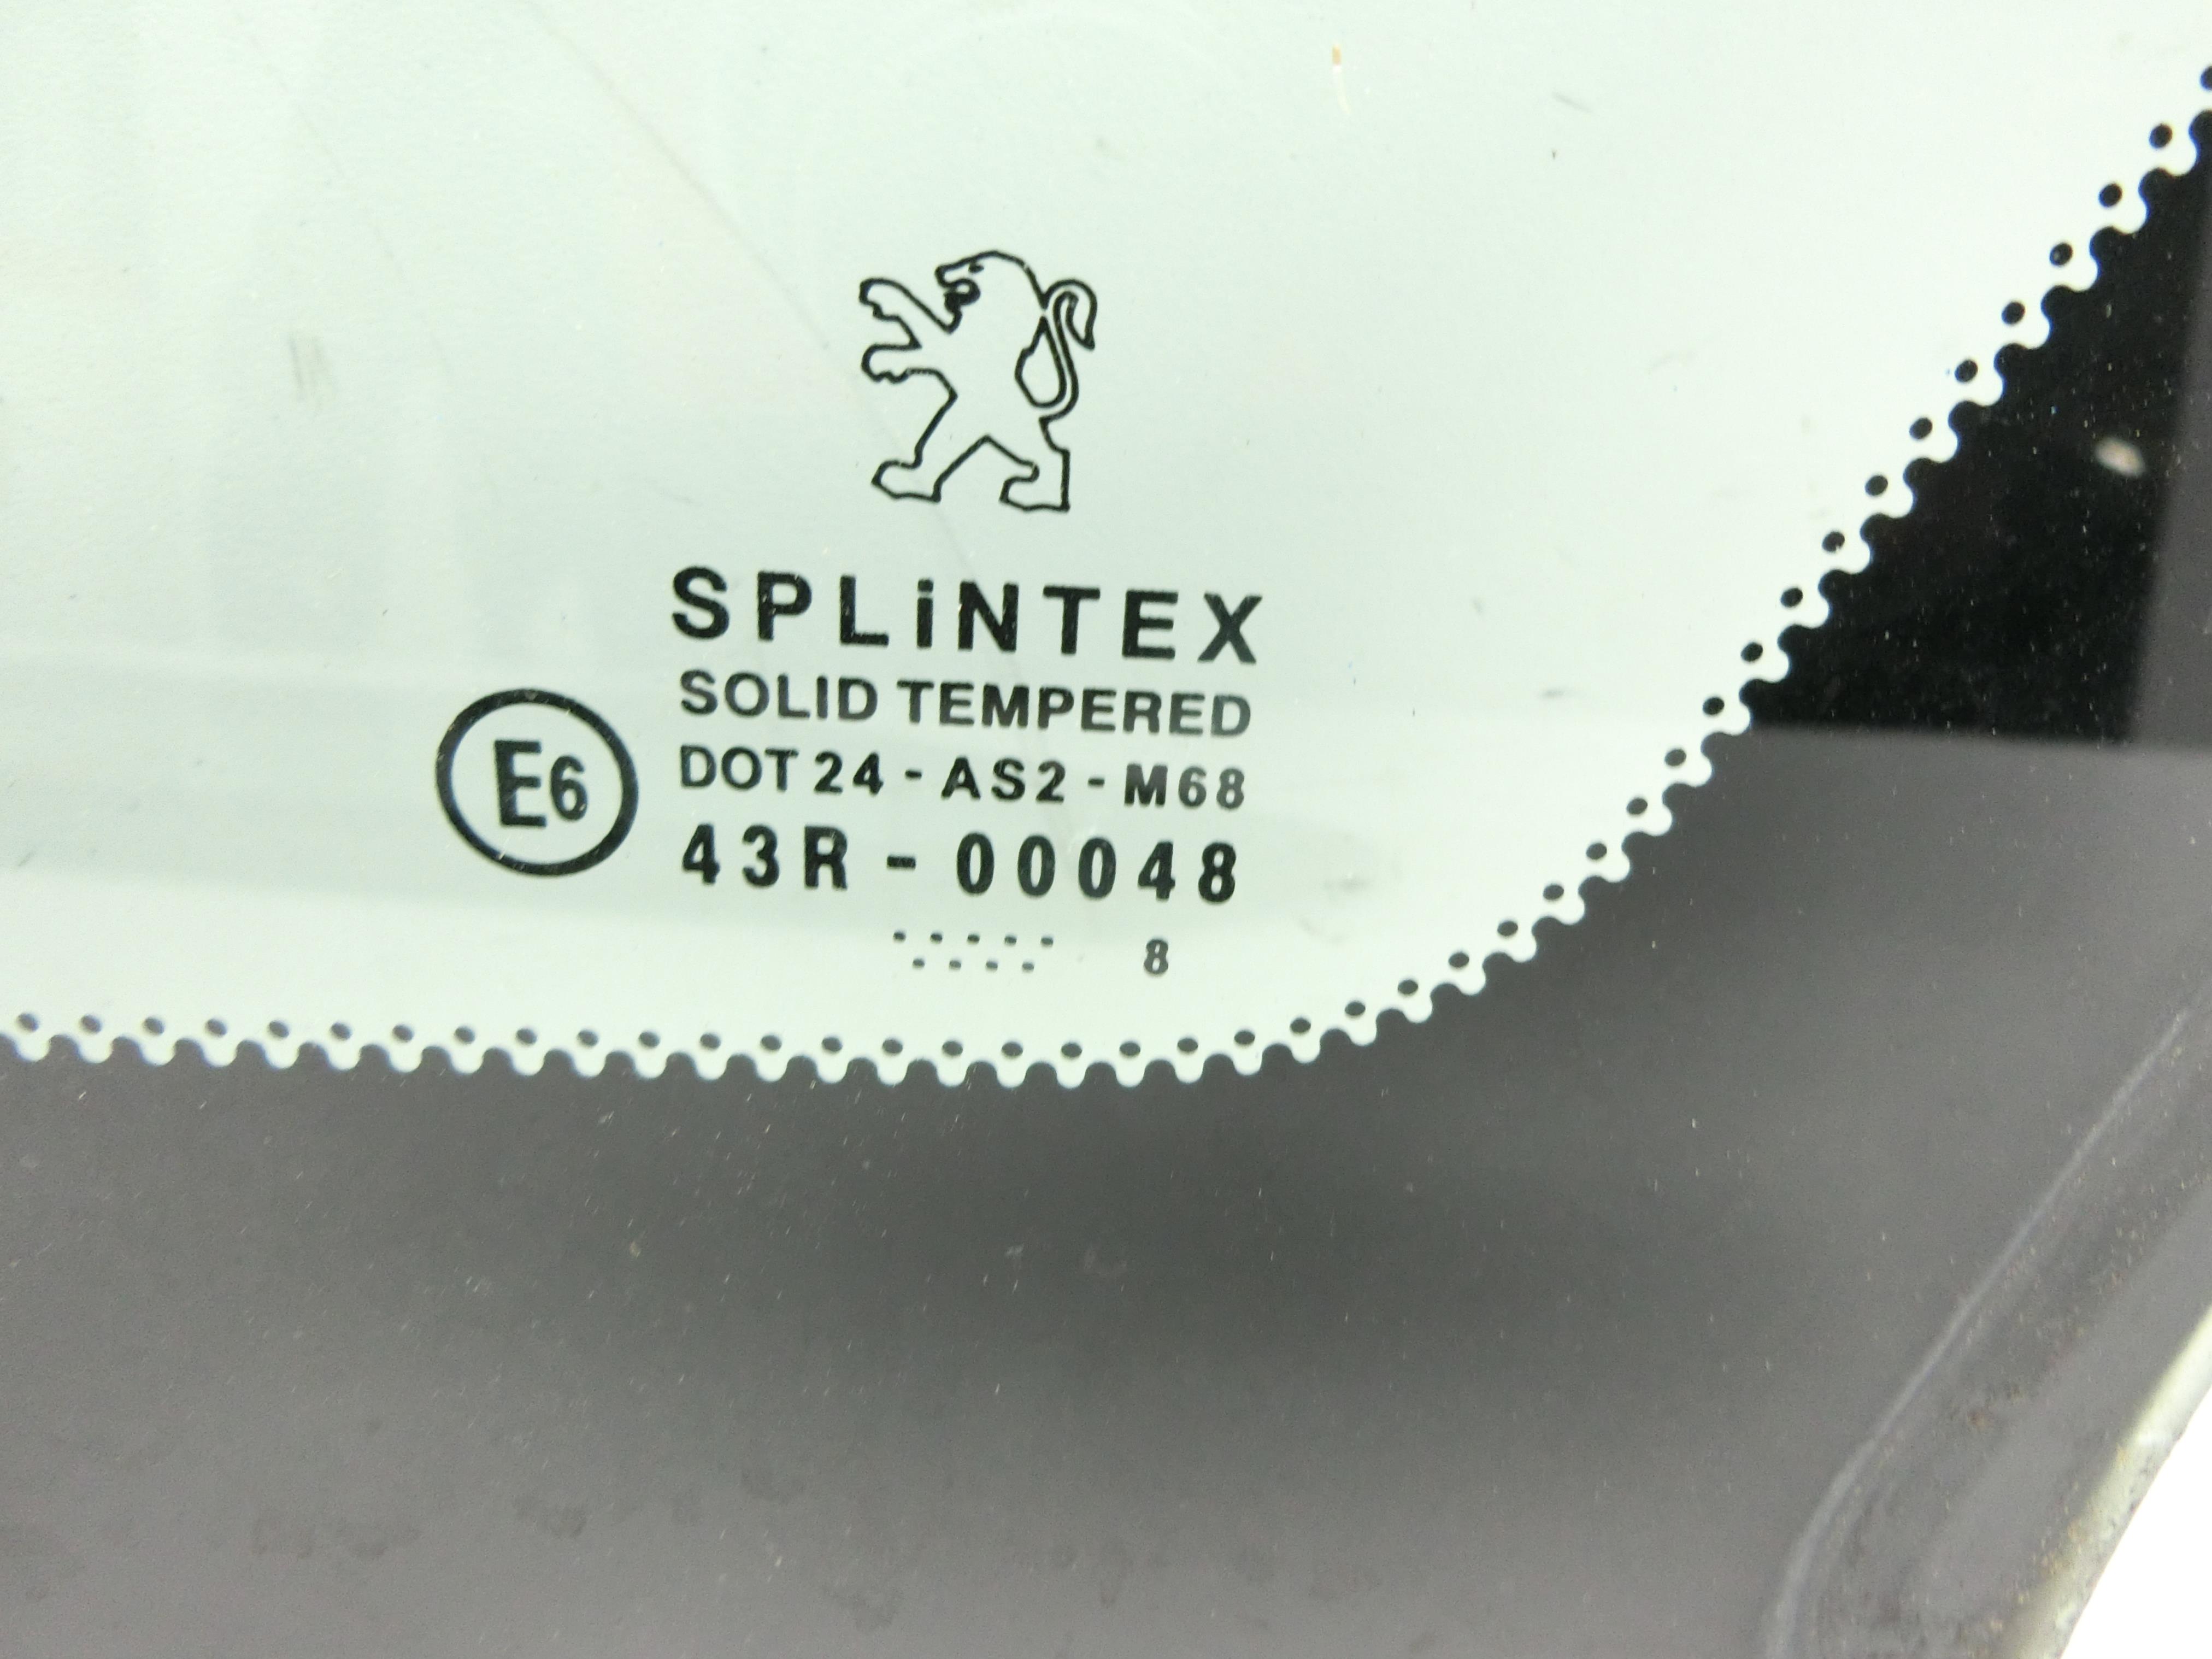 SPLiNTEX
SOLID TEMPERED
E6
DOT 24 - AS2 - M68
43R - 00048
8